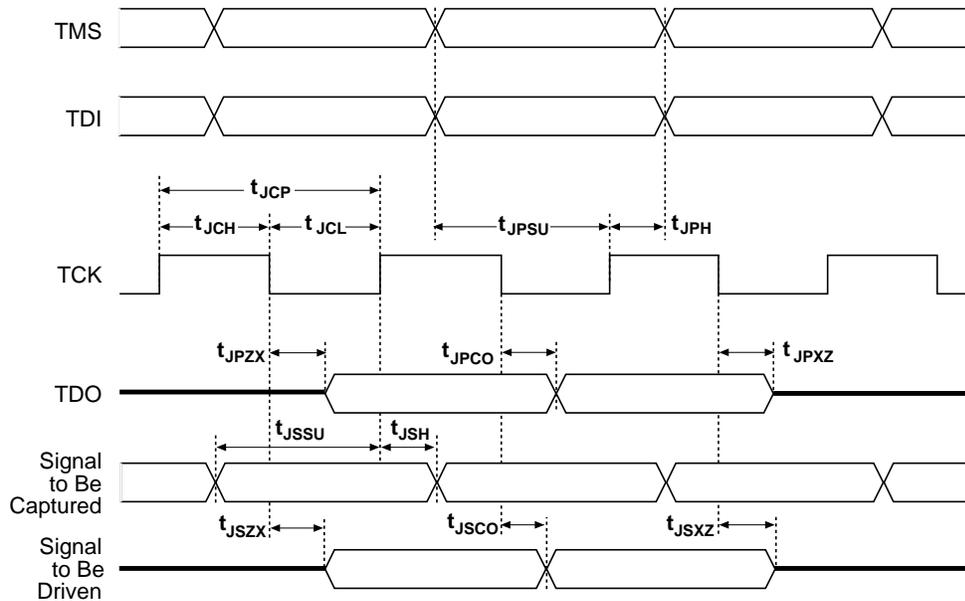 TMS
TDI
tJCP
tJCH
tJCL
tJPSU
tJPH
TCK
tJPZX
tJPCO
tJPXZ
TDO
tJSSU
tJSH
Signal
to Be
Captured
tJSZX
tJSCO
tJSXZ
Signal
to Be
Driven